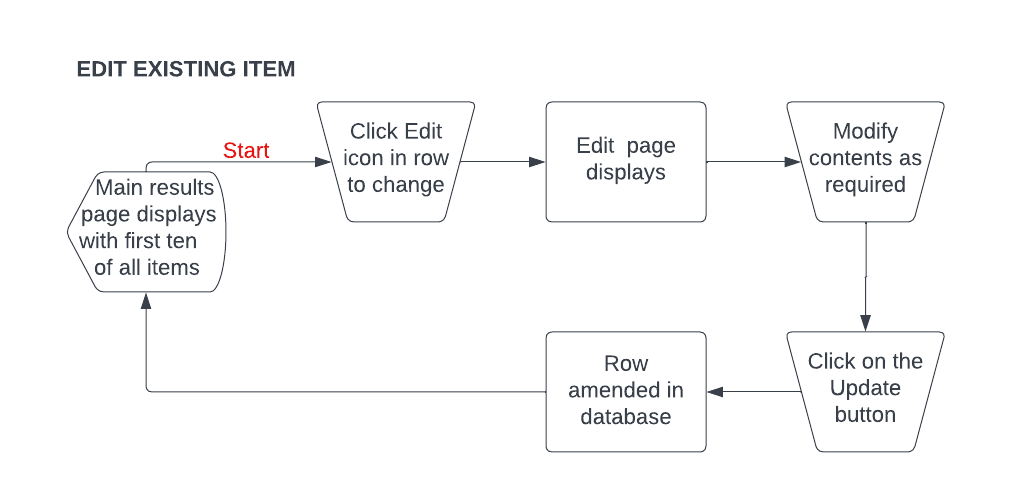 EDIT EXISTING ITEM
Start
Main results
page displays
with first ten
of all items
Click Edit
icon in row
to change
Edit  page
displays
Modify
contents as
required
Click on the
Update
button
Row
amended in
database